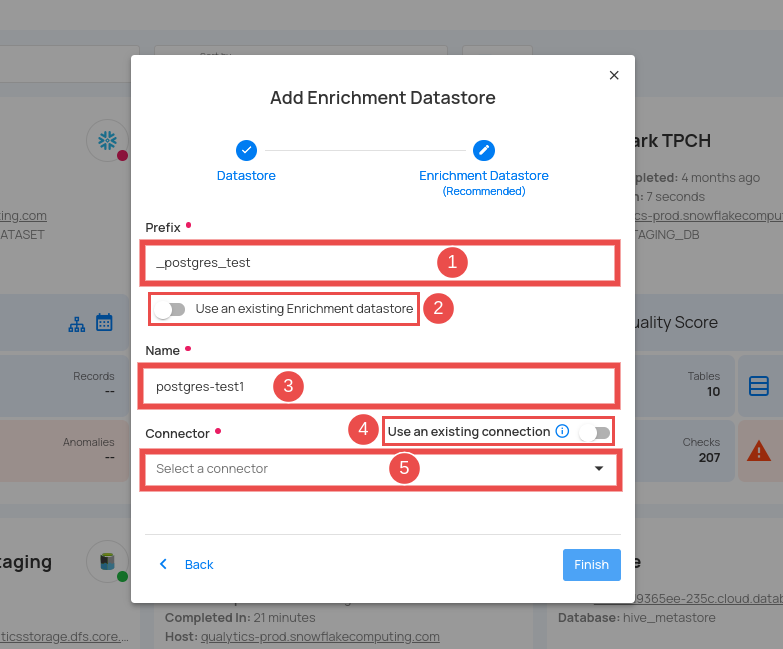 Add Enrichment Datastore
Datastore
Enrichment Datastore
(Recommended)
Prefix
_postgres_test
1
Use an existing Enrichment datastore
2
Name
postgres-test1
3
Connector
4
Use an existing connection
Select a connector
5
Back
Finish
ark TPCH
pleted: 4 months ago
n: 7 seconds
ing.com
cs-prod.snowflakecomput
ATASET
TAGING_DB
uality Score
Records
--
Tables
10
Anomalies
--
Checks
207
taging
e
9365ee-235c.cloud.datab
Completed In: 21 minutes
Database: hive_metastore
ticsstorage.dfs.core....
Host: qualytics-prod.snowflakecomputing.com